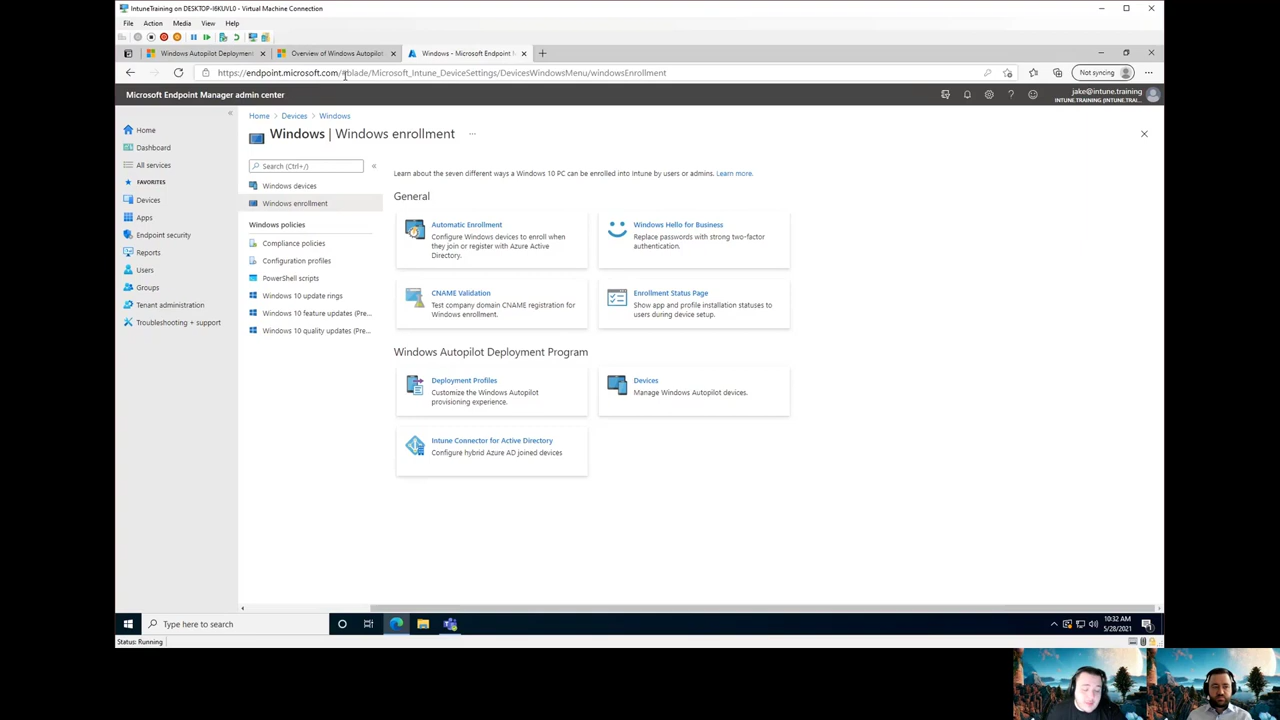 IntuneTraining on DESKTOP-I6KUVL0 - Virtual Machine Connection
File Action Media View Help
Windows Autopilot Deployment
Overview of Windows Autopilot
Windows - Microsoft Endpoint M
https://endpoint.microsoft.com/#blade/Microsoft_Intune_DeviceSettings/DevicesWindowsMenu/windowsEnrollment
Not syncing
Microsoft Endpoint Manager admin center
jake@intune.training
INTUNE.TRAINING (INTUNE.TRAI...
Home
Dashboard
All services
FAVORITES
Devices
Apps
Endpoint security
Reports
Users
Groups
Tenant administration
Troubleshooting + support
Home > Devices > Windows
Windows | Windows enrollment ...
Search (Ctrl+/)
Windows devices
Windows enrollment
Windows policies
Compliance policies
Configuration profiles
PowerShell scripts
Windows 10 update rings
Windows 10 feature updates (Pre...
Windows 10 quality updates (Pre...
Learn about the seven different ways a Windows 10 PC can be enrolled into Intune by users or admins. Learn more.
General
Automatic Enrollment
Configure Windows devices to enroll when
they join or register with Azure Active
Directory.
Windows Hello for Business
Replace passwords with strong two-factor
authentication.
CNAME Validation
Test company domain CNAME registration for
Windows enrollment.
Enrollment Status Page
Show app and profile installation statuses to
users during device setup.
Windows Autopilot Deployment Program
Deployment Profiles
Customize the Windows Autopilot
provisioning experience.
Devices
Manage Windows Autopilot devices.
Intune Connector for Active Directory
Configure hybrid Azure AD joined devices
Type here to search
10:32 AM
5/28/2021
Status: Running